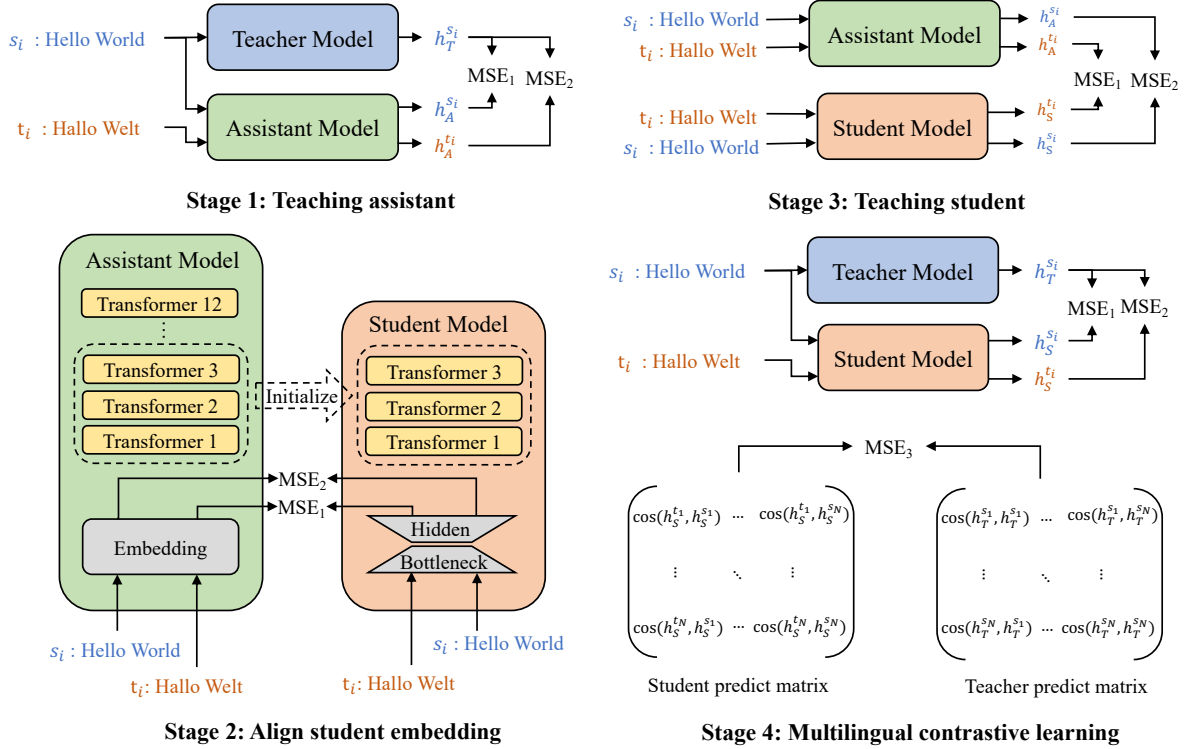 s_i : Hello World
Teacher Model
h_T^{s_i}
MSE_1
MSE_2
t_i : Hallo Welt
Assistant Model
h_A^{s_i}
h_A^{t_i}
Stage 1: Teaching assistant
s_i : Hello World
t_i : Hallo Welt
Assistant Model
h_A^{s_i}
h_A^{t_i}
MSE_1
MSE_2
t_i : Hallo Welt
s_i : Hello World
Student Model
h_S^{t_i}
h_S^{s_i}
Stage 3: Teaching student
Assistant Model
Transformer 12
⋮
Transformer 3
Transformer 2
Transformer 1
Initialize
Student Model
Transformer 3
Transformer 2
Transformer 1
MSE_2
MSE_1
Embedding
Hidden
Bottleneck
s_i : Hello World
t_i: Hallo Welt
s_i : Hello World
t_i: Hallo Welt
Stage 2: Align student embedding
s_i : Hello World
Teacher Model
h_T^{s_i}
MSE_1
MSE_2
t_i : Hallo Welt
Student Model
h_S^{s_i}
h_S^{t_i}
MSE_3
cos(h_S^{t_1}, h_S^{s_1}) ⋯ cos(h_S^{t_1}, h_S^{s_N})
⋮ ⋱ ⋮
cos(h_S^{t_N}, h_S^{s_1}) ⋯ cos(h_S^{t_N}, h_S^{s_N})
Student predict matrix
cos(h_T^{s_1}, h_T^{s_1}) … cos(h_T^{s_1}, h_T^{s_N})
⋮ ⋱ ⋮
cos(h_T^{s_N}, h_T^{s_1}) … cos(h_T^{s_N}, h_T^{s_N})
Teacher predict matrix
Stage 4: Multilingual contrastive learning